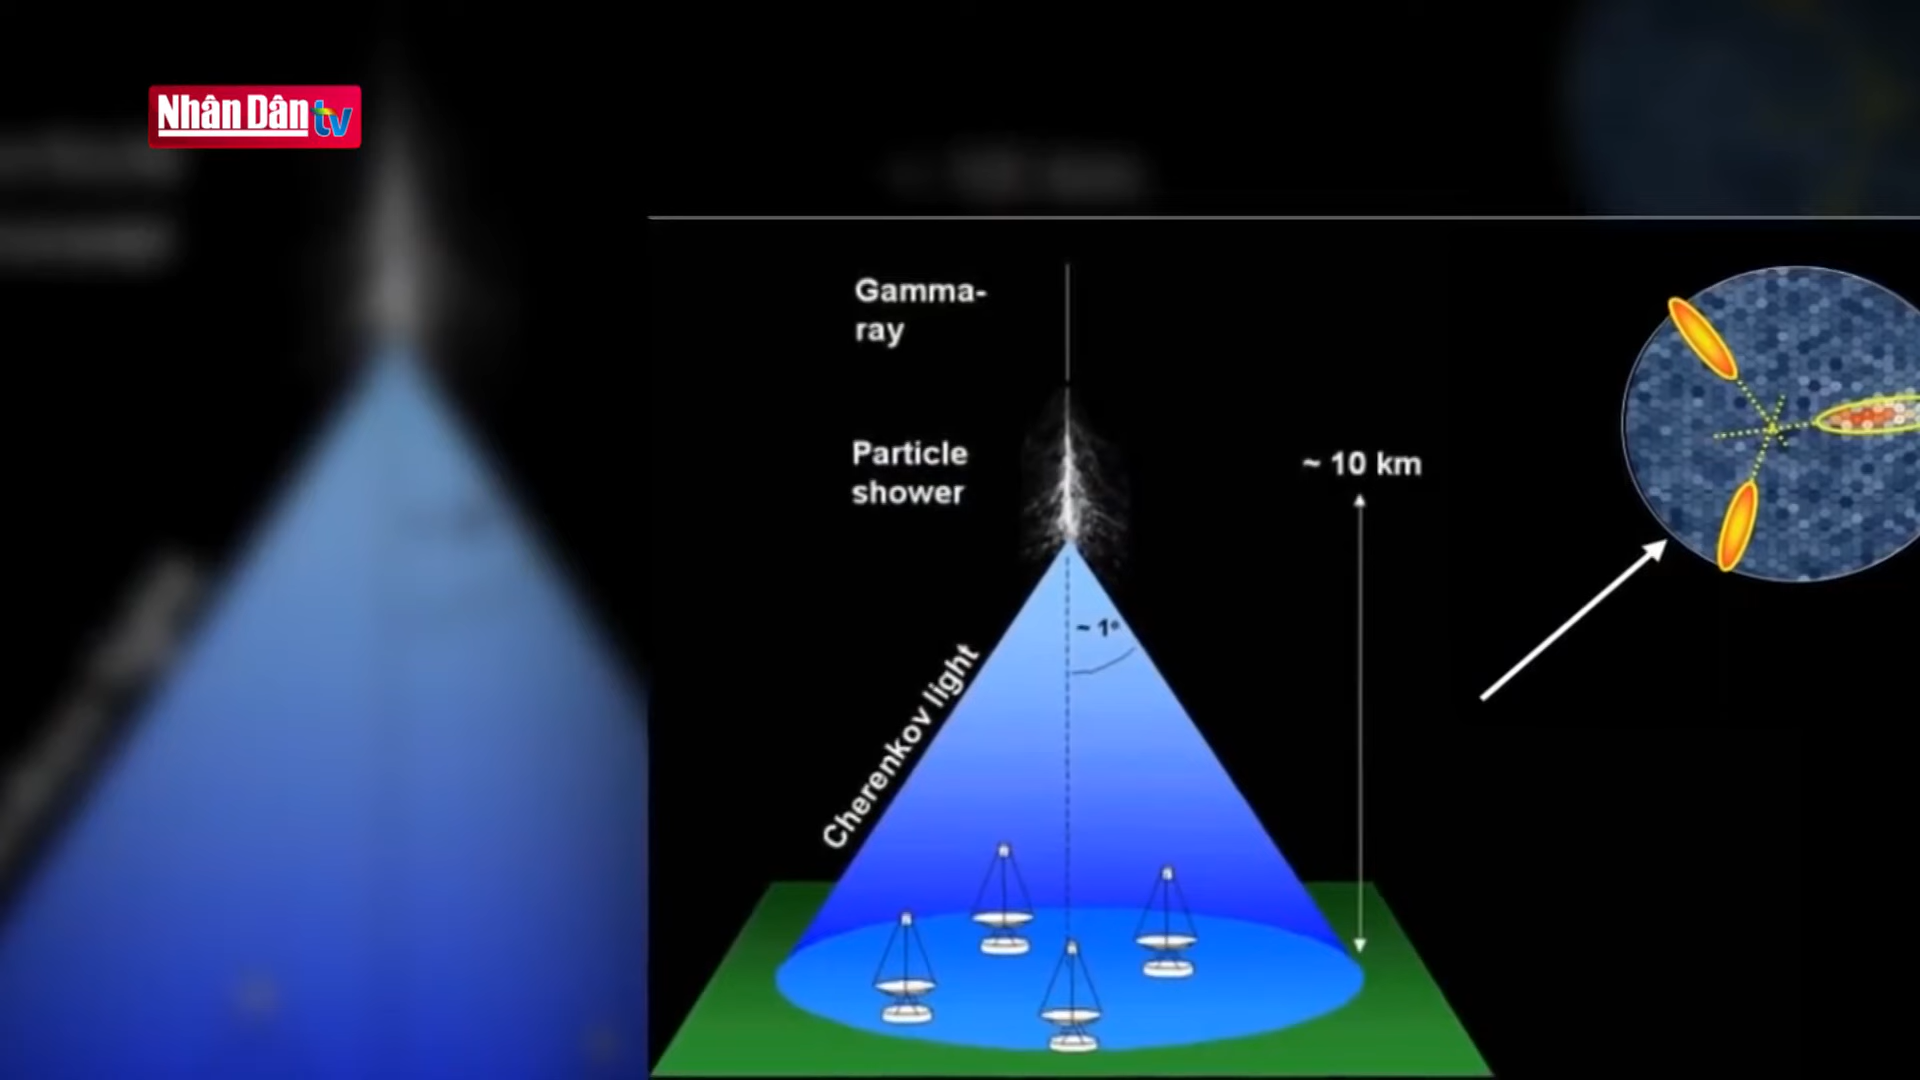 Nhân Dân tv
Gamma-
ray
Particle
shower
~ 10 km
~ 1°
Cherenkov light